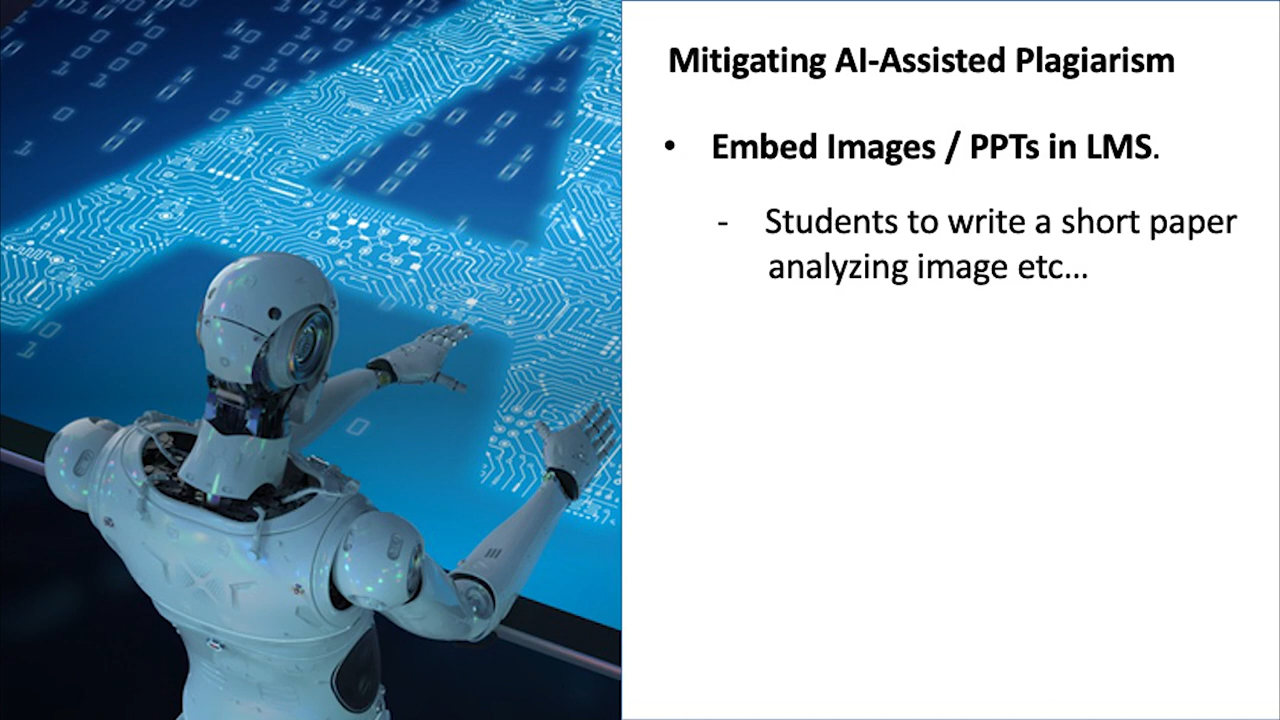 Mitigating AI-Assisted Plagiarism
• Embed Images / PPTs in LMS.
- Students to write a short paper
analyzing image etc...